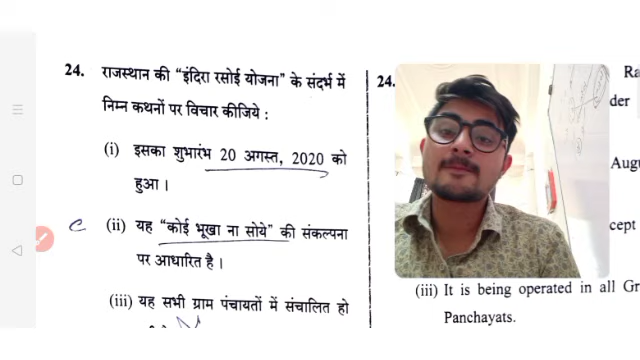 24. राजस्थान की "इंदिरा रसोई योजना" के संदर्भ में
निम्न कथनों पर विचार कीजिये :
(i) इसका शुभारंभ 20 अगस्त, 2020 को
हुआ ।
(ii) यह "कोई भूखा ना सोये" की संकल्पना
पर आधारित है ।
(iii) यह सभी ग्राम पंचायतों में संचालित हो
24.
Ra
der
Augu
cept
(iii) It is being operated in all Gr
Panchayats.